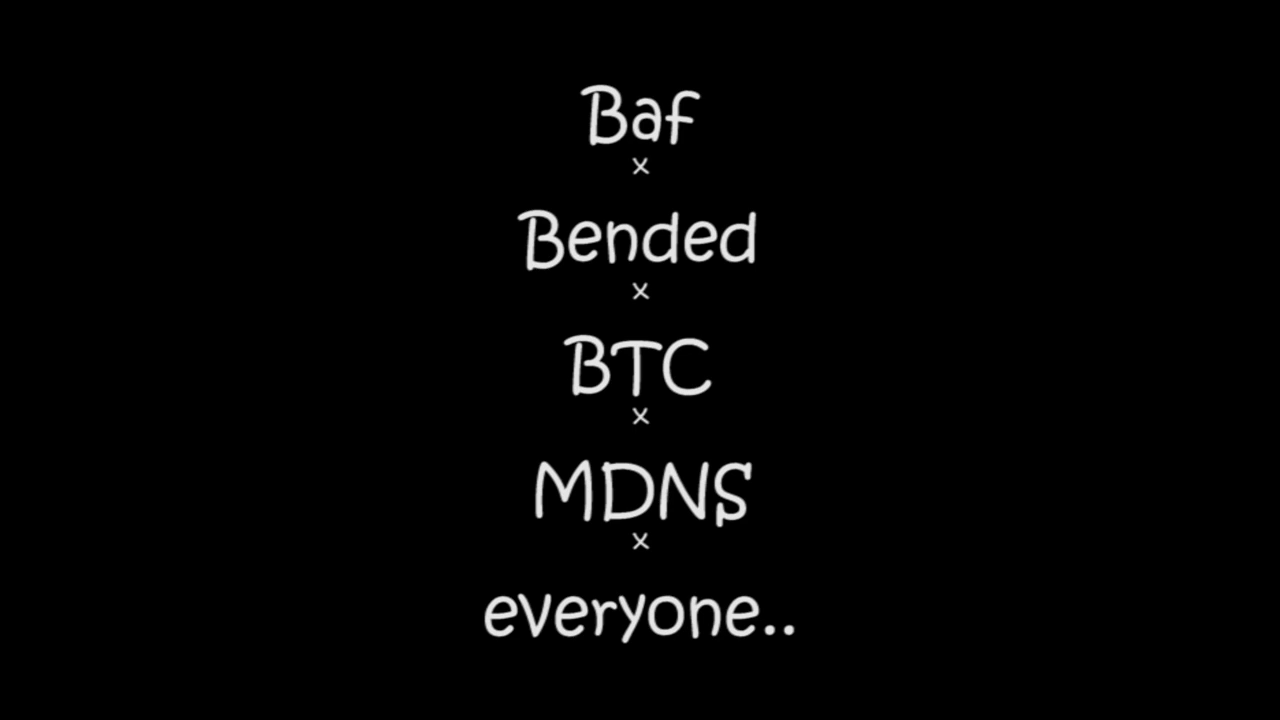 Baf
x
Bended
x
BTC
x
MDNS
x
everyone..